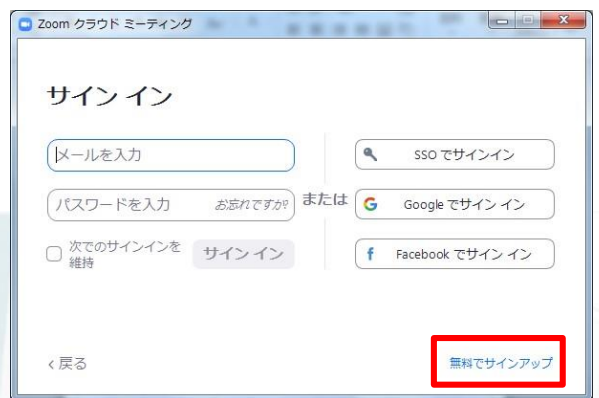 Zoom クラウド ミーティング
サイン イン
メールを入力
パスワードを入力 お忘れですか?
次でのサインインを
維持
サイン イン
または
SSO でサインイン
Google でサイン イン
Facebook でサイン イン
< 戻る
無料でサインアップ